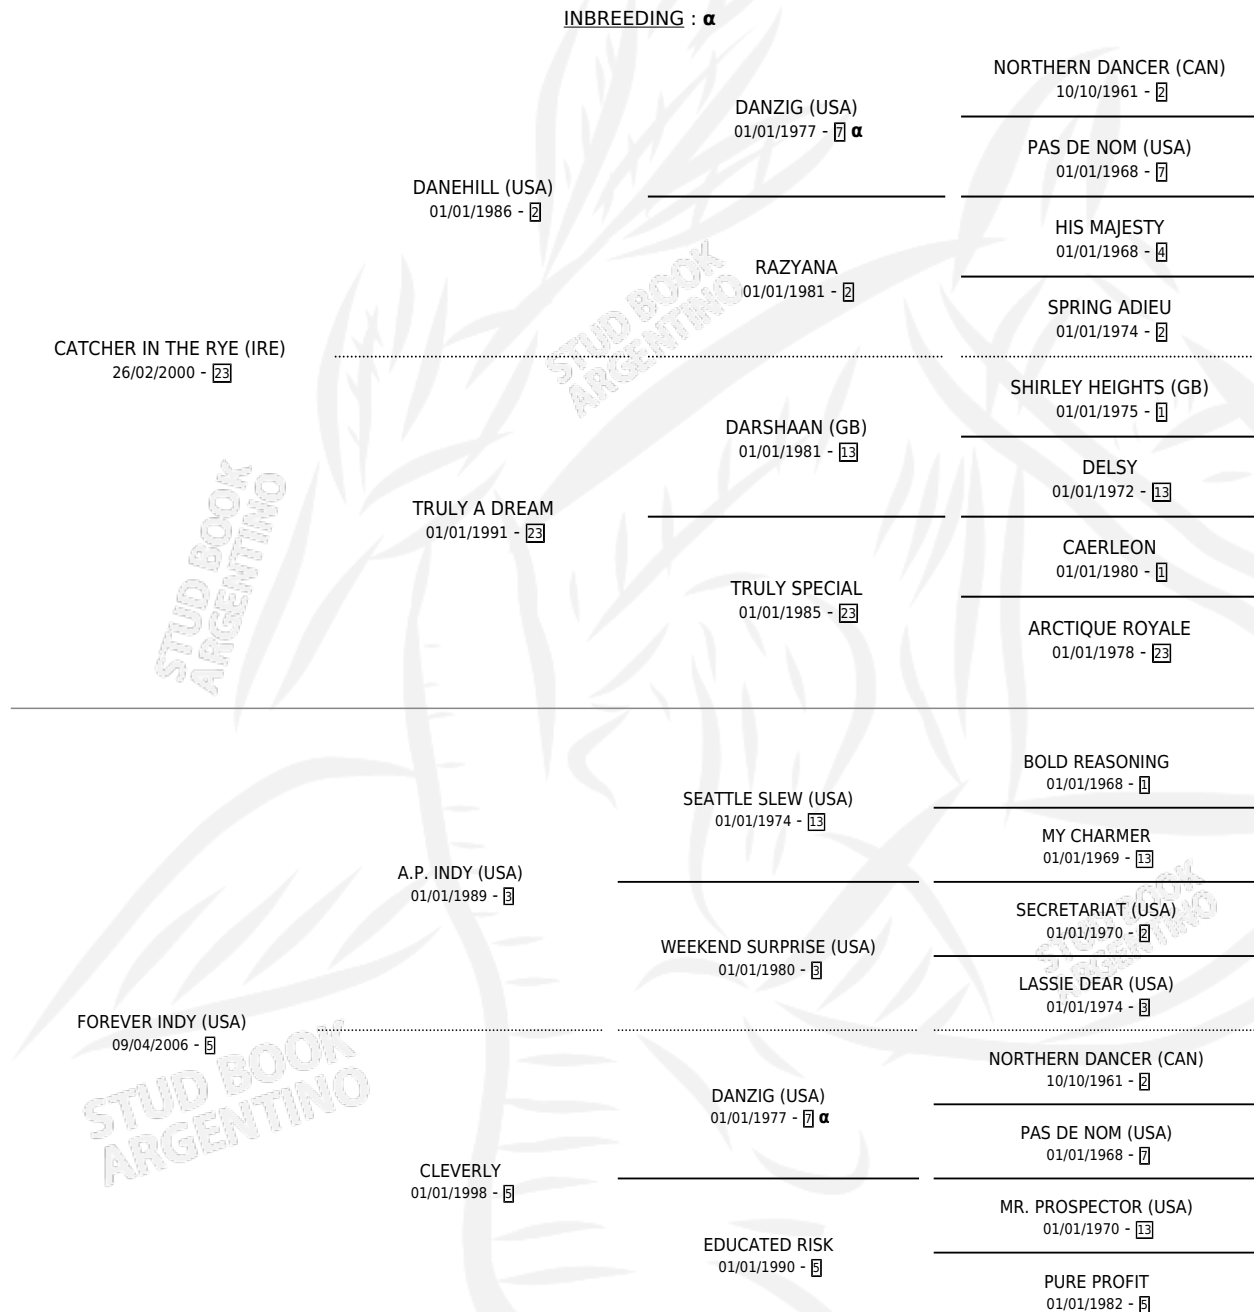 INBREEDING : α
NORTHERN DANCER (CAN)
10/10/1961 - 2
DANZIG (USA)
01/01/1977 - 7 α
PAS DE NOM (USA)
01/01/1968 - 7
DANEHILL (USA)
01/01/1986 - 2
HIS MAJESTY
01/01/1968 - 4
RAZYANA
01/01/1981 - 2
SPRING ADIEU
01/01/1974 - 2
CATCHER IN THE RYE (IRE)
26/02/2000 - 23
SHIRLEY HEIGHTS (GB)
01/01/1975 - 1
DARSHAAN (GB)
01/01/1981 - 13
DELSY
01/01/1972 - 13
TRULY A DREAM
01/01/1991 - 23
CAERLEON
01/01/1980 - 1
TRULY SPECIAL
01/01/1985 - 23
ARCTIQUE ROYALE
01/01/1978 - 23
BOLD REASONING
01/01/1968 - 1
SEATTLE SLEW (USA)
01/01/1974 - 13
MY CHARMER
01/01/1969 - 13
A.P. INDY (USA)
01/01/1989 - 3
SECRETARIAT (USA)
01/01/1970 - 2
WEEKEND SURPRISE (USA)
01/01/1980 - 3
LASSIE DEAR (USA)
01/01/1974 - 3
FOREVER INDY (USA)
09/04/2006 - 5
NORTHERN DANCER (CAN)
10/10/1961 - 2
DANZIG (USA)
01/01/1977 - 7 α
PAS DE NOM (USA)
01/01/1968 - 7
CLEVERLY
01/01/1998 - 5
MR. PROSPECTOR (USA)
01/01/1970 - 13
EDUCATED RISK
01/01/1990 - 5
PURE PROFIT
01/01/1982 - 5
STUD BOOK
ARGENTINO
STUD BOOK
ARGENTINO
STUD BOOK
ARGENTINO
STUD BOOK
ARGENTINO